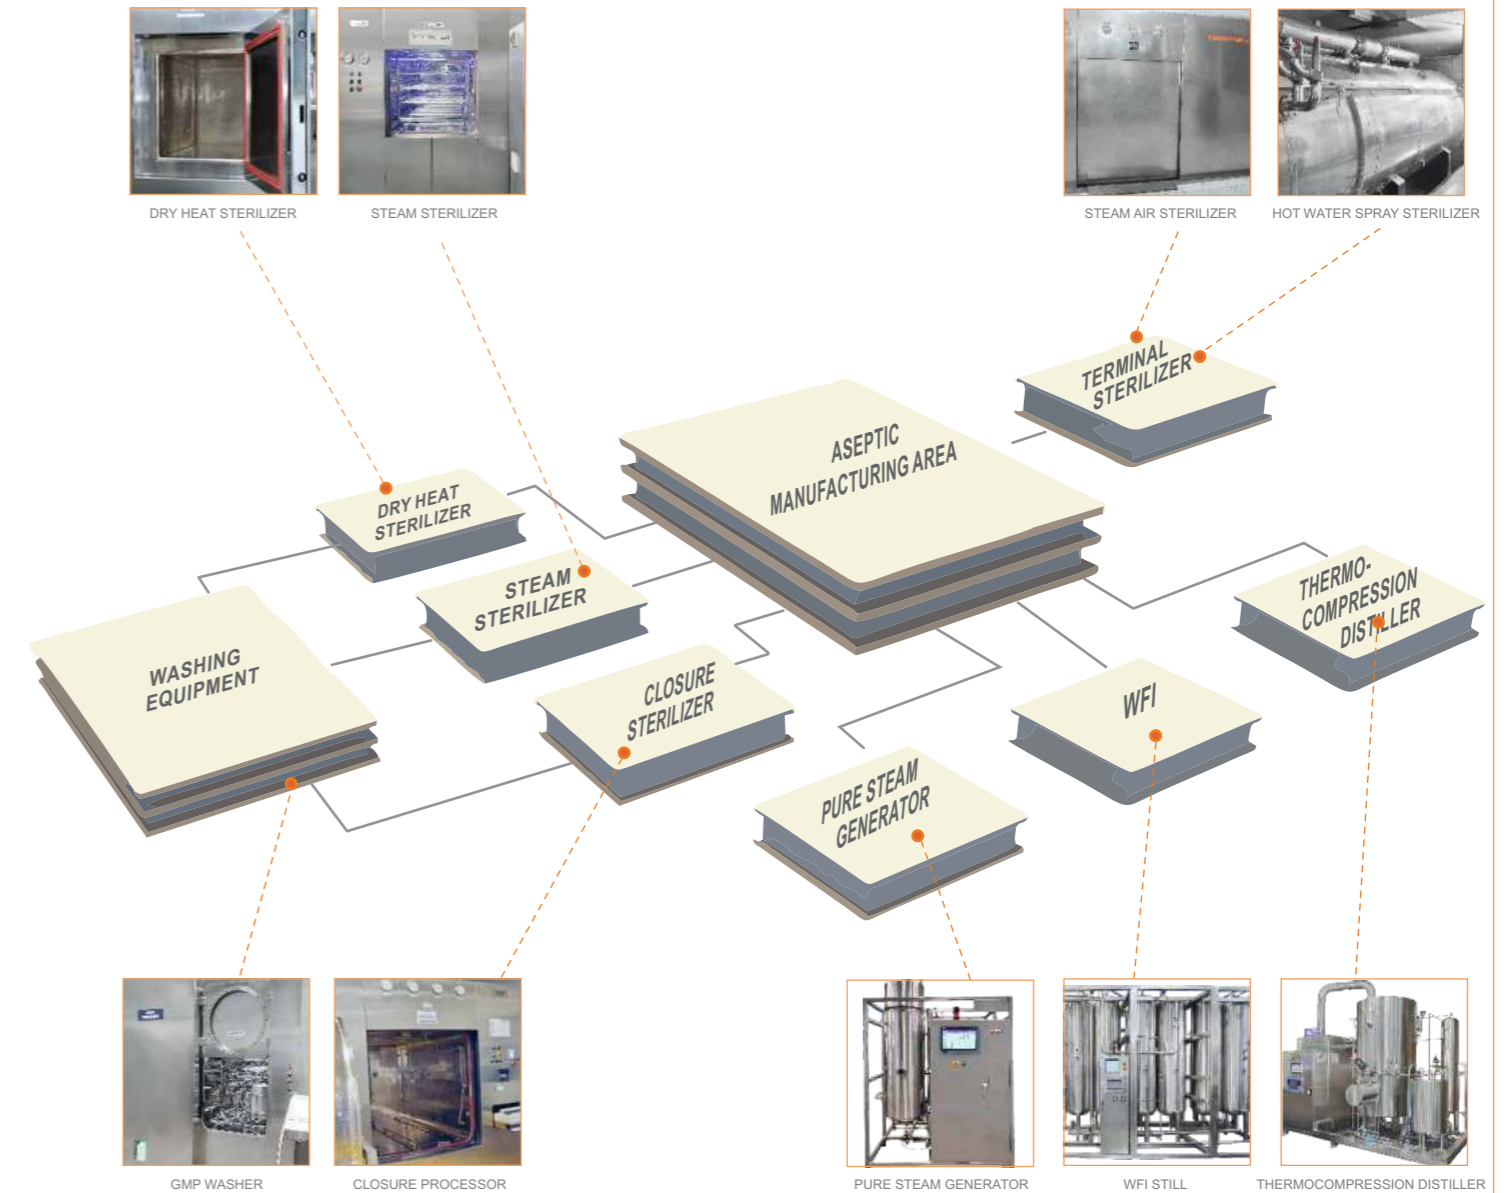 DRY HEAT STERILIZER
STEAM STERILIZER
STEAM AIR STERILIZER
HOT WATER SPRAY STERILIZER
TERMINAL
STERILIZER
ASEPTIC
MANUFACTURING AREA
DRY HEAT
STERILIZER
STEAM
STERILIZER
THERMO-
COMPRESSION
DISTILLER
WASHING
EQUIPMENT
CLOSURE
STERILIZER
WFI
PURE STEAM
GENERATOR
GMP WASHER
CLOSURE PROCESSOR
PURE STEAM GENERATOR
WFI STILL
THERMOCOMPRESSION DISTILLER